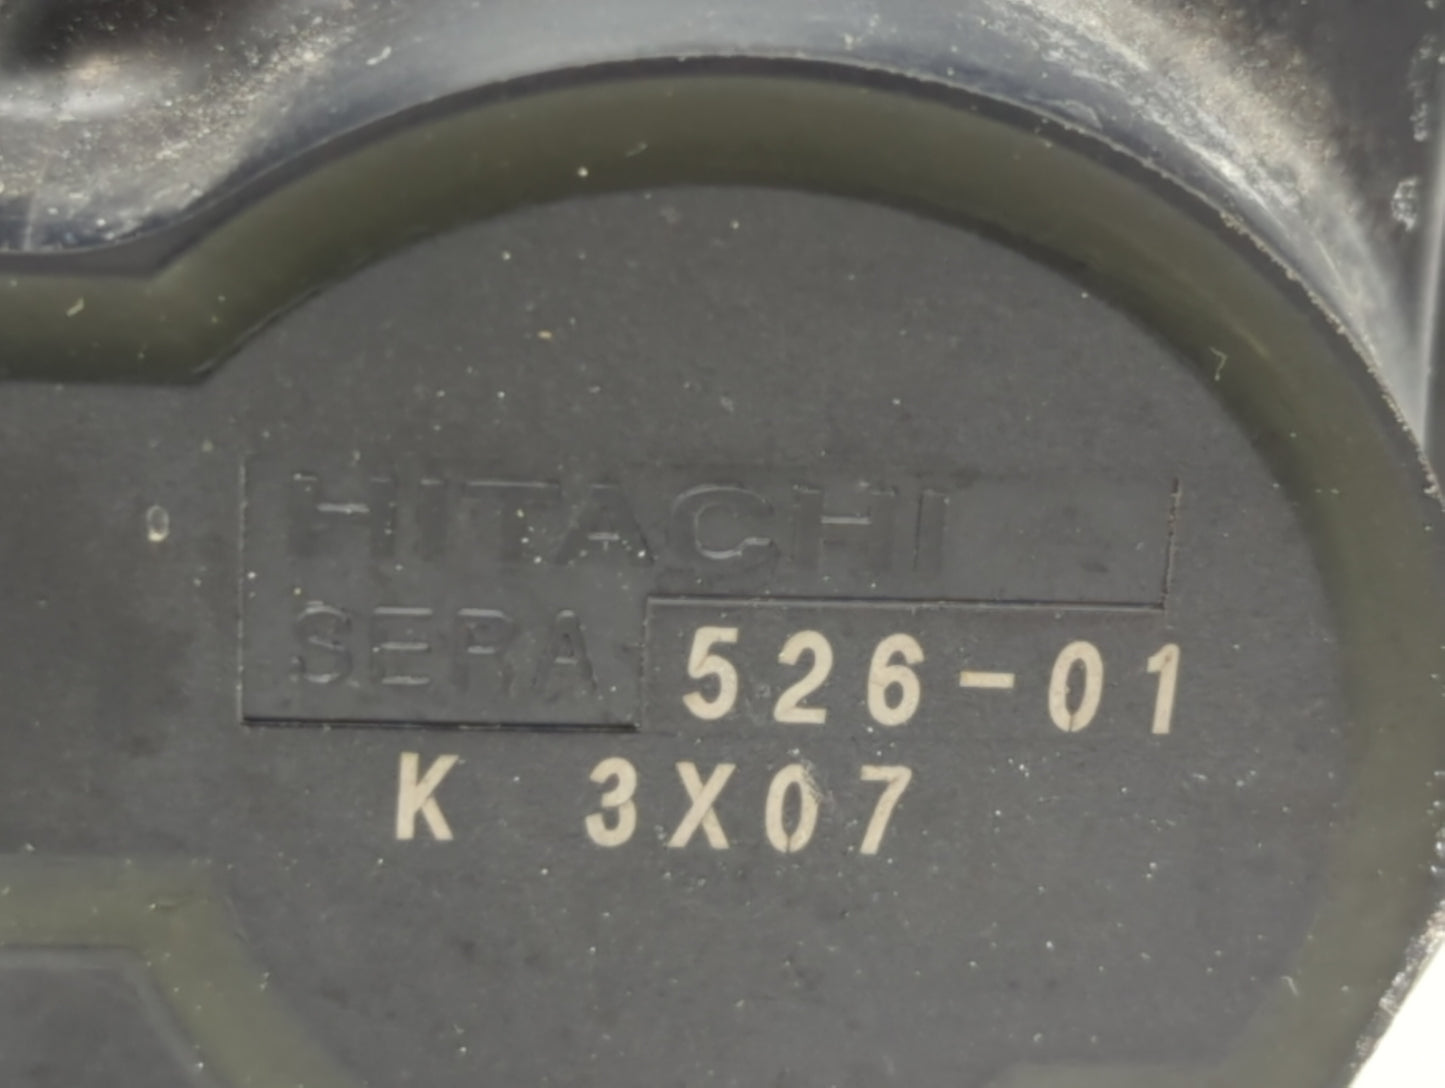 HITACHI
SERA 526-01
K 3X07